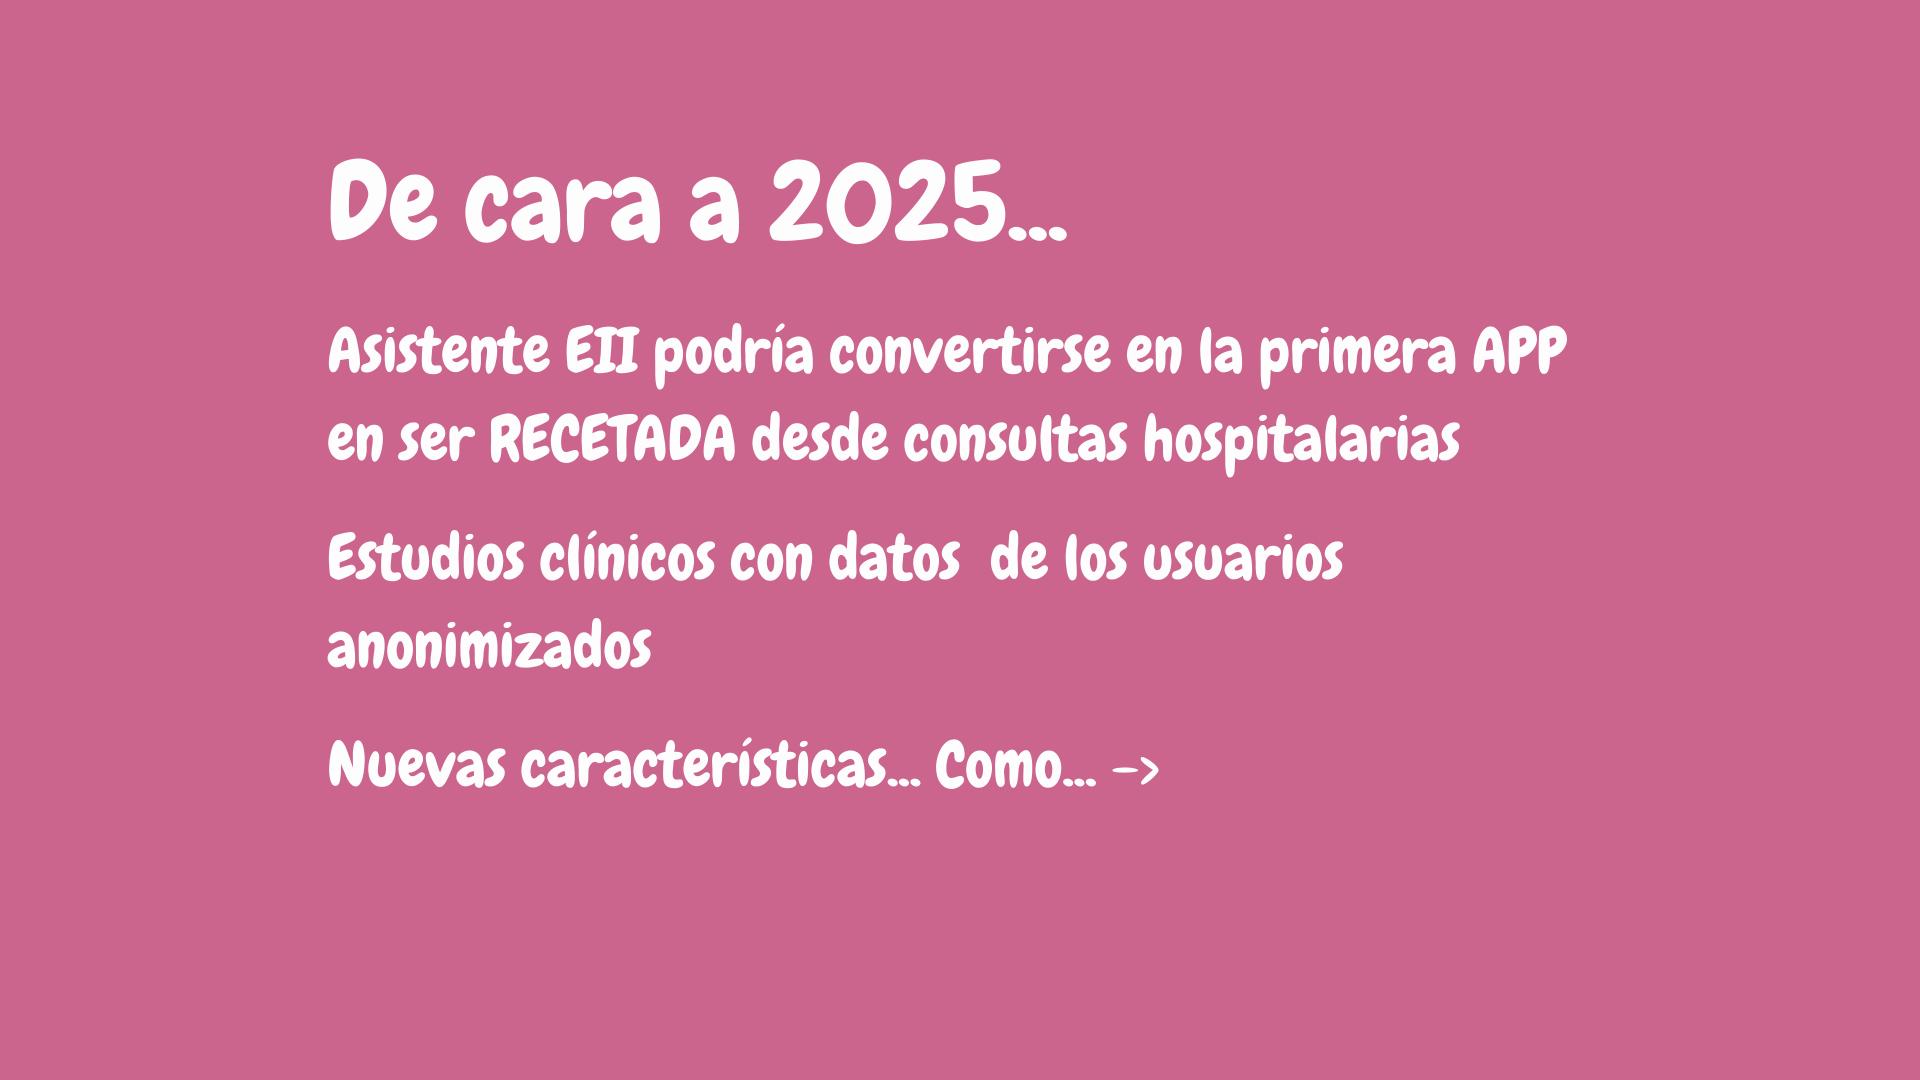 De cara a 2025...
Asistente EII podría convertirse en la primera APP
en ser RECETADA desde consultas hospitalarias
Estudios clínicos con datos  de los usuarios
anonimizados
Nuevas características... Como... ->